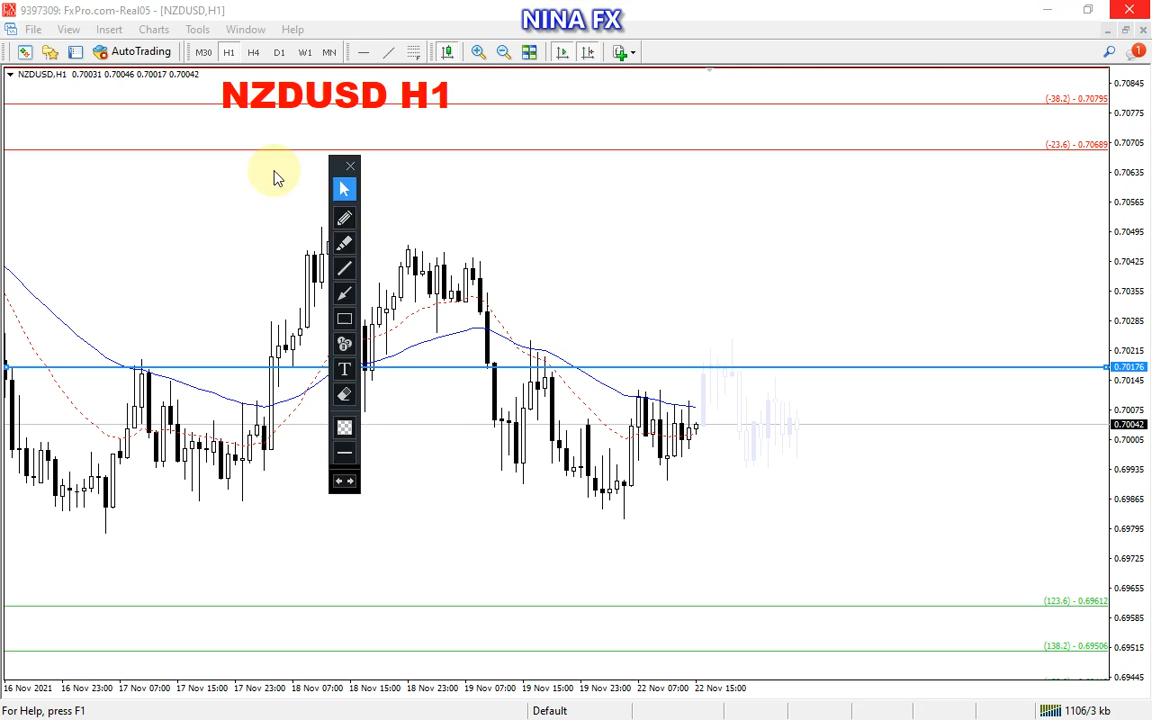 9397309: FxPro.com-Real05 - [NZDUSD,H1]
NINA FX
File View Insert Charts Tools Window Help
AutoTrading M30 H1 H4 D1 W1 MN
1
NZDUSD,H1 0.70031 0.70046 0.70017 0.70042
NZDUSD H1
0.70845
(-38.2) - 0.70795
0.70775
(-23.6) - 0.70689
0.70705
0.70635
0.70565
0.70495
0.70425
0.70355
0.70285
0.70215
0.70176
T
0.70145
0.70075
0.70042
0.70005
0.69935
0.69865
0.69795
0.69725
0.69655
(123.6) - 0.69612
0.69585
(138.2) - 0.69506
0.69515
0.69445
16 Nov 2021 16 Nov 23:00 17 Nov 07:00 17 Nov 15:00 17 Nov 23:00 18 Nov 07:00 18 Nov 15:00 18 Nov 23:00 19 Nov 07:00 19 Nov 15:00 19 Nov 23:00 22 Nov 07:00 22 Nov 15:00
For Help, press F1 Default 1106/3 kb